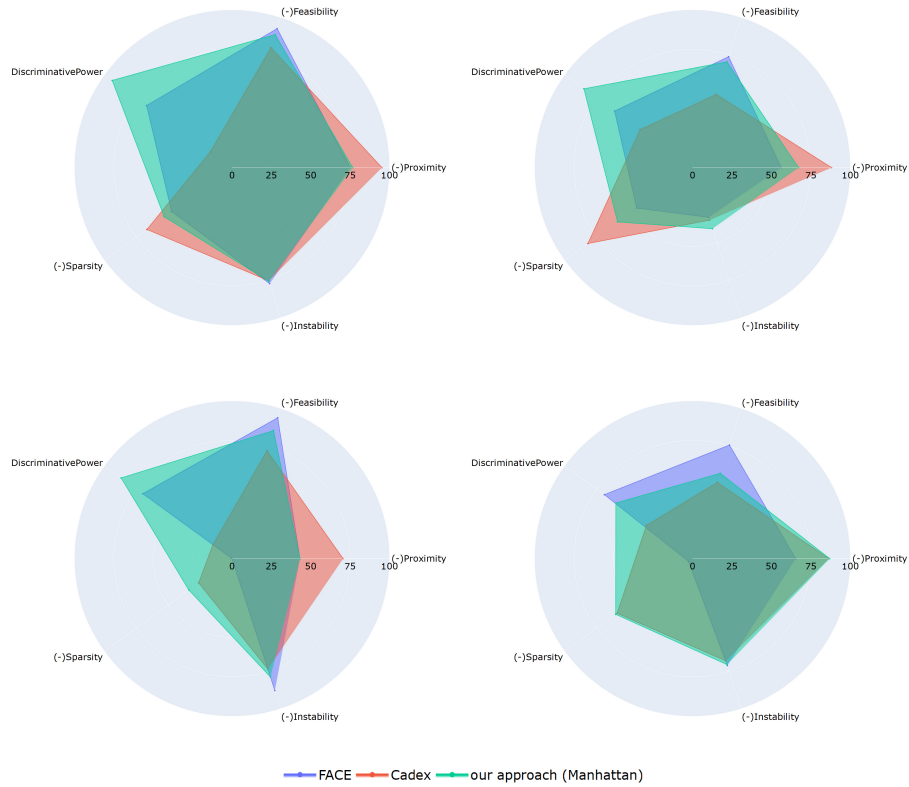 (-)Feasibility
(-)Feasibility
DiscriminativePower
DiscriminativePower
(-)Proximity
(-)Proximity
0 25 50 75 100
0 25 50 75 100
(-)Sparsity
(-)Sparsity
(-)Instability
(-)Instability
(-)Feasibility
(-)Feasibility
DiscriminativePower
DiscriminativePower
(-)Proximity
(-)Proximity
0 25 50 75 100
0 25 50 75 100
(-)Sparsity
(-)Sparsity
(-)Instability
(-)Instability
FACE Cadex our approach (Manhattan)